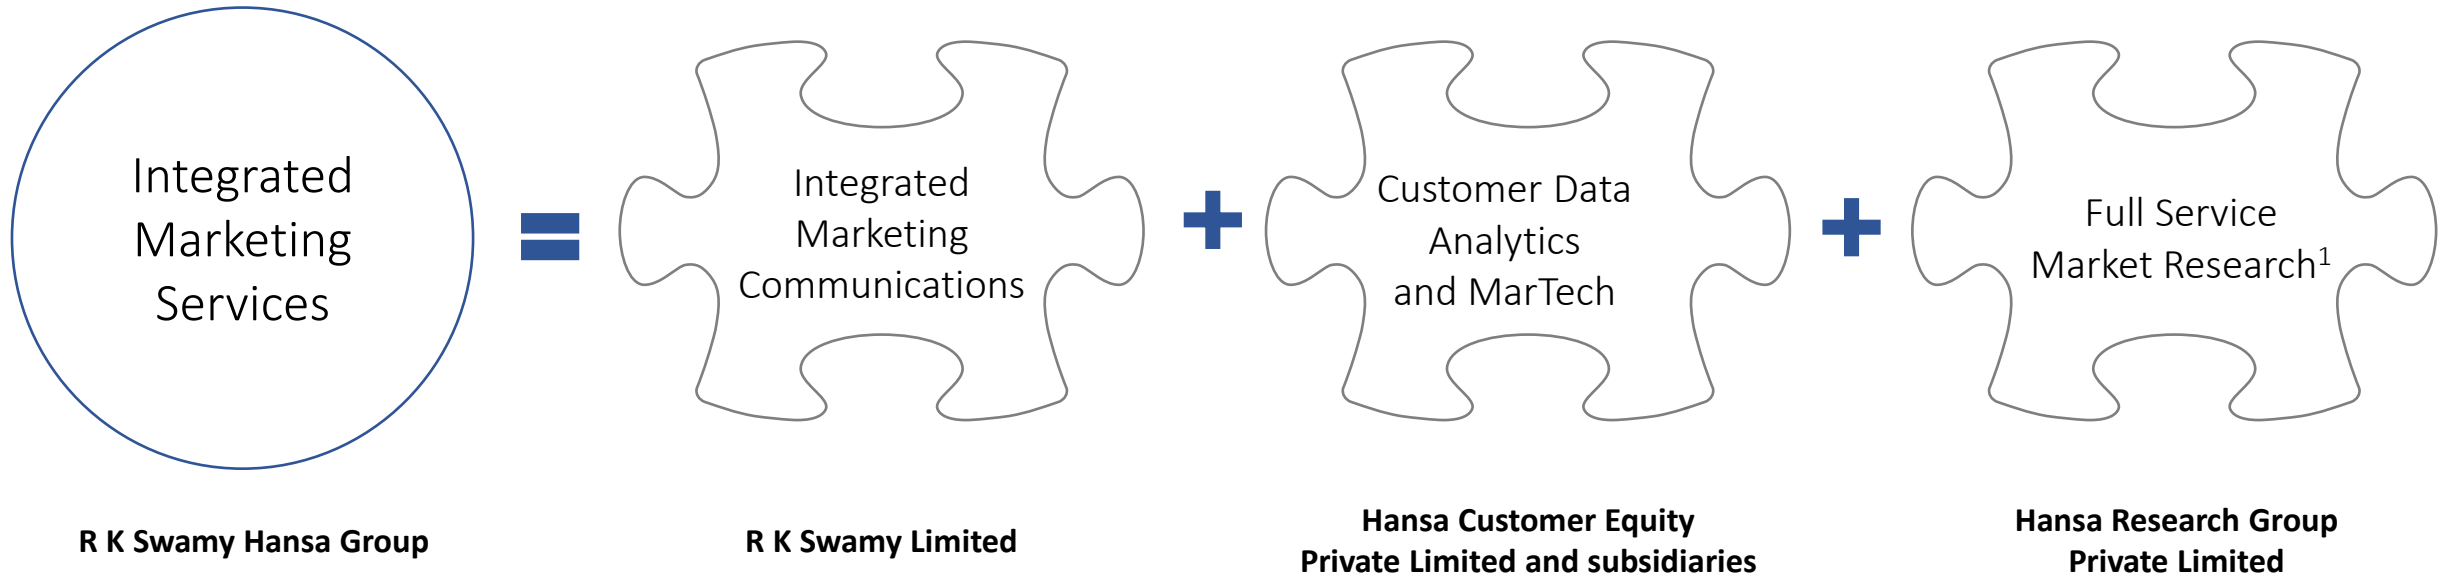 Integrated
Marketing
Services
=
Integrated
Marketing
Communications
+
Customer Data
Analytics
and MarTech
+
Full Service
Market Research¹
R K Swamy Hansa Group
R K Swamy Limited
Hansa Customer Equity
Private Limited and subsidiaries
Hansa Research Group
Private Limited